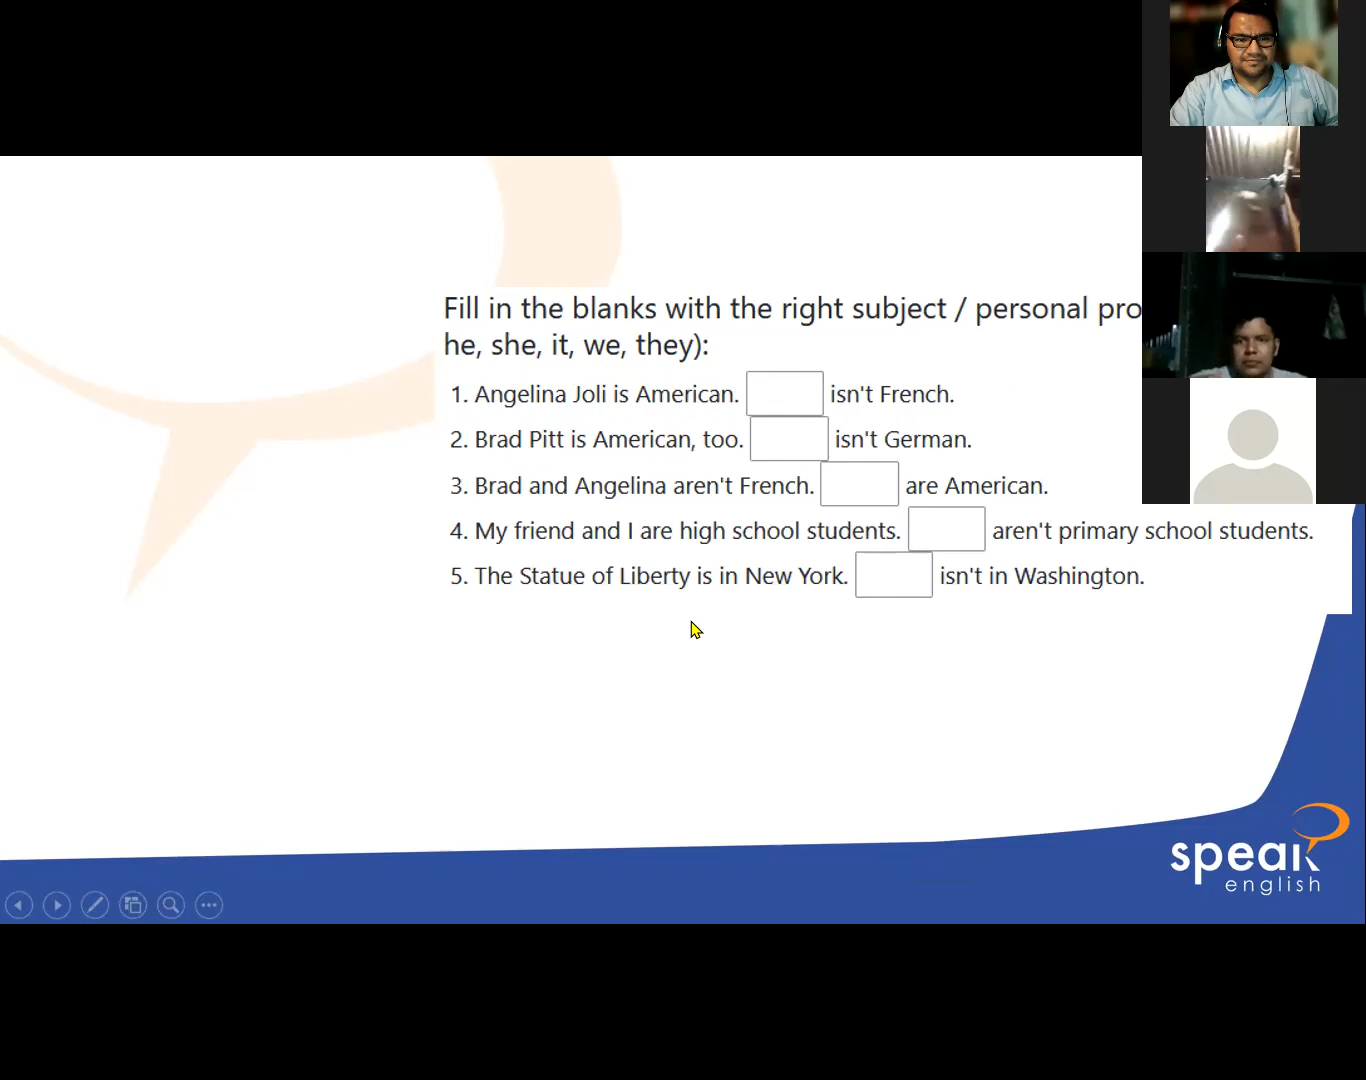 Fill in the blanks with the right subject / personal pro
he, she, it, we, they):
1. Angelina Joli is American. isn't French.
2. Brad Pitt is American, too. isn't German.
3. Brad and Angelina aren't French. are American.
4. My friend and I are high school students. aren't primary school students.
5. The Statue of Liberty is in New York. isn't in Washington.
speak
english